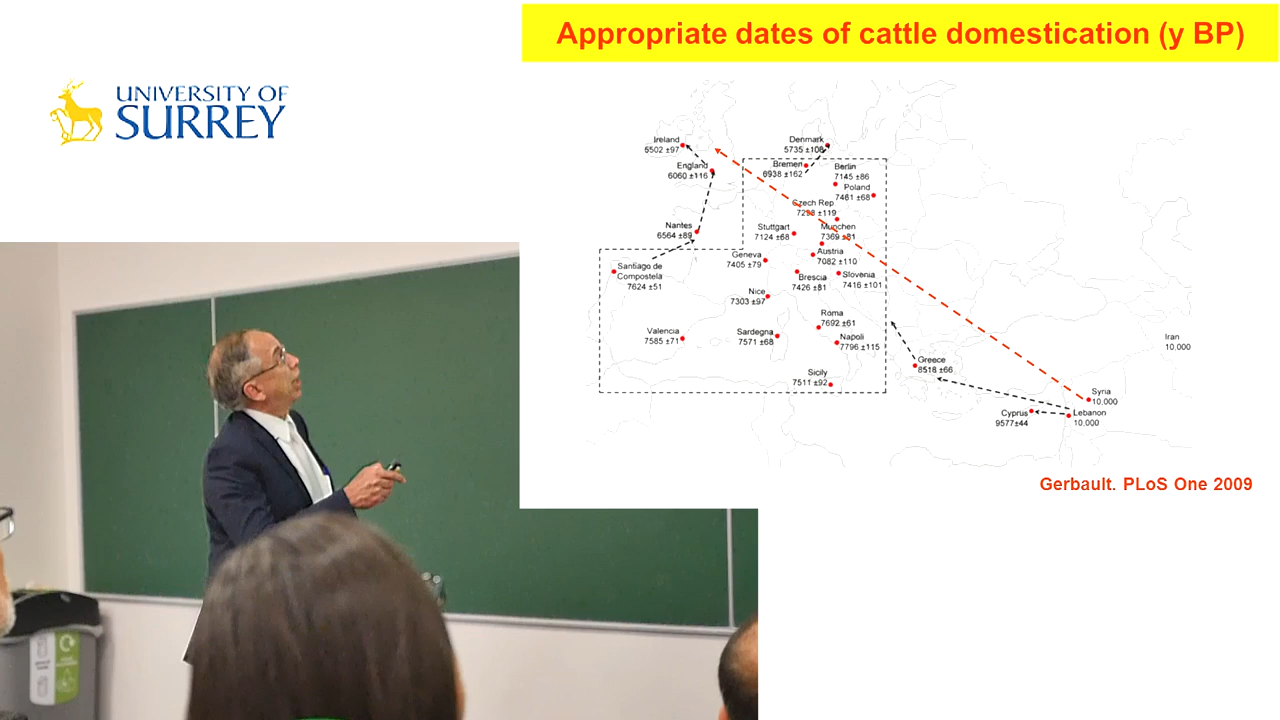 Appropriate dates of cattle domestication (y BP)
UNIVERSITY OF
SURREY
Ireland
5502 ±97
England
6060 ±116
Denmark
5735 ±108
Bremen
6938 ±162
Berlin
7145 ±86
Poland
7461 ±68
Czech Rep
7298 ±119
Nantes
6564 ±89
Stuttgart
7124 ±68
Munchen
7369 ±81
Geneva
7405 ±79
Austria
7082 ±110
Santiago de
Compostela
7624 ±51
Brescia
7426 ±81
Slovenia
7416 ±101
Nice
7303 ±97
Roma
7692 ±61
Valencia
7585 ±71
Sardegna
7571 ±68
Napoli
7796 ±115
Iran
10,000
Greece
8518 ±66
Sicily
7511 ±92
Syria
10,000
Cyprus
9577±44
Lebanon
10,000
Gerbault. PLoS One 2009